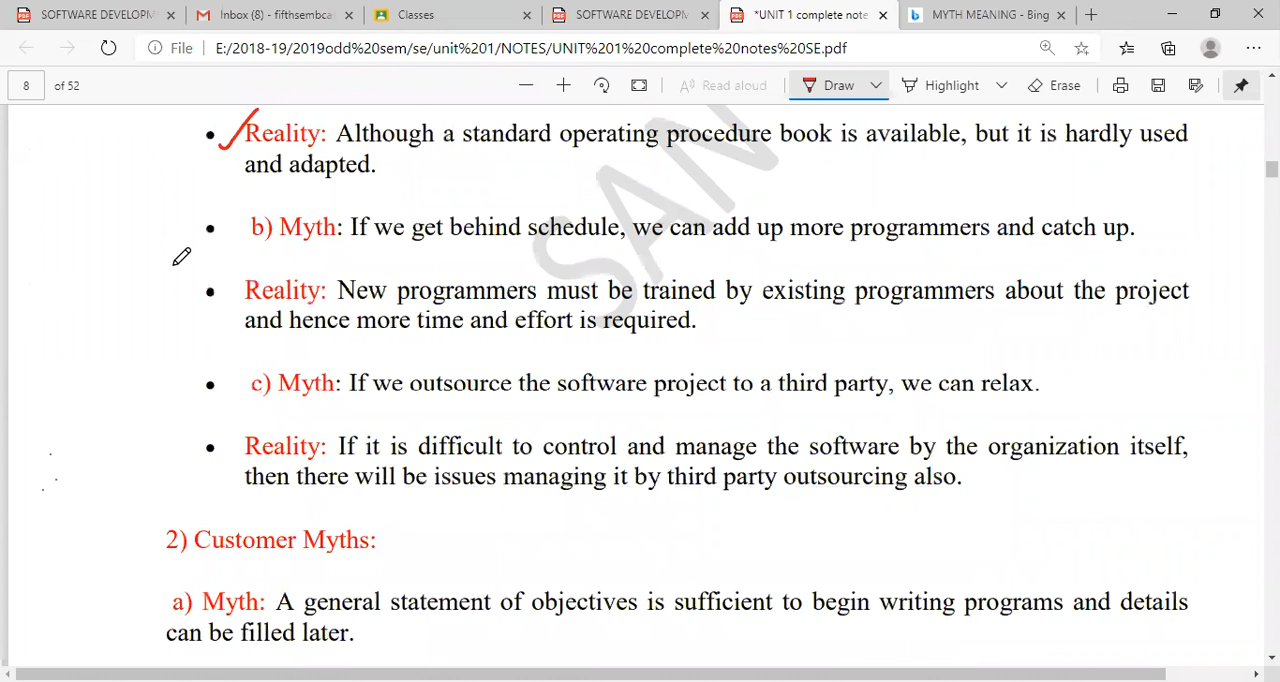 SOFTWARE DEVELOPM
Inbox (8) - fifthsembca
Classes
SOFTWARE DEVELOPM
*UNIT 1 complete note
MYTH MEANING - Bing
File
E:/2018-19/2019odd%20sem/se/unit%201/NOTES/UNIT%201%20complete%20notes%20SE.pdf
8 of 52
Read aloud
Draw
Highlight
Erase
SAN
• Reality: Although a standard operating procedure book is available, but it is hardly used
and adapted.
• b) Myth: If we get behind schedule, we can add up more programmers and catch up.
• Reality: New programmers must be trained by existing programmers about the project
and hence more time and effort is required.
• c) Myth: If we outsource the software project to a third party, we can relax.
• Reality: If it is difficult to control and manage the software by the organization itself,
then there will be issues managing it by third party outsourcing also.
2) Customer Myths:
a) Myth: A general statement of objectives is sufficient to begin writing programs and details
can be filled later.